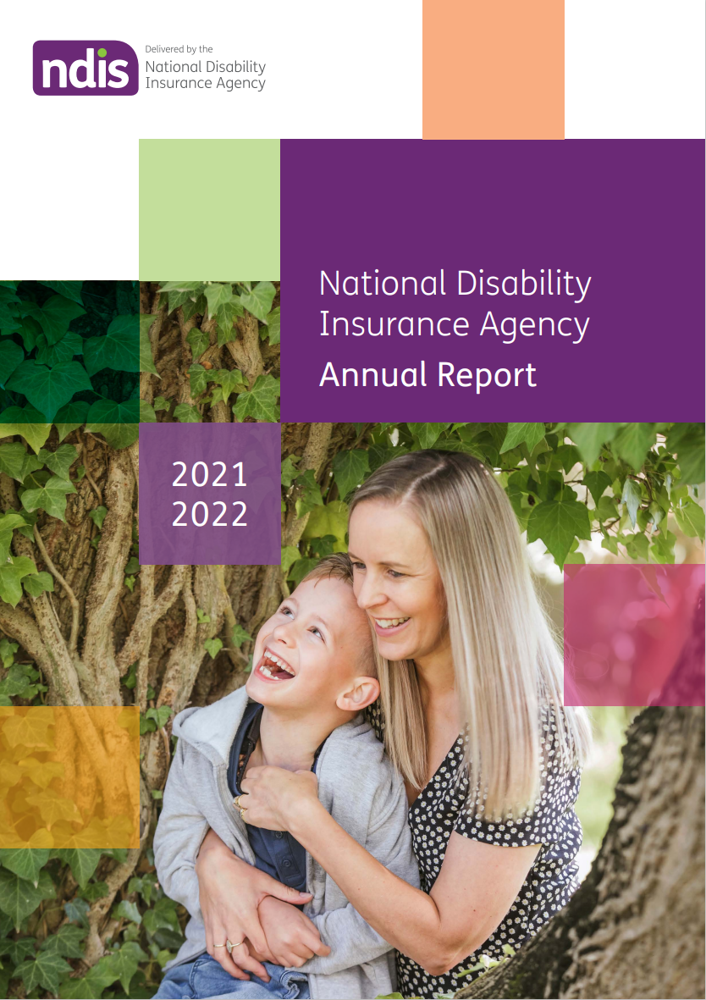 ndis
Delivered by the
National Disability
Insurance Agency
National Disability
Insurance Agency
Annual Report
2021
2022